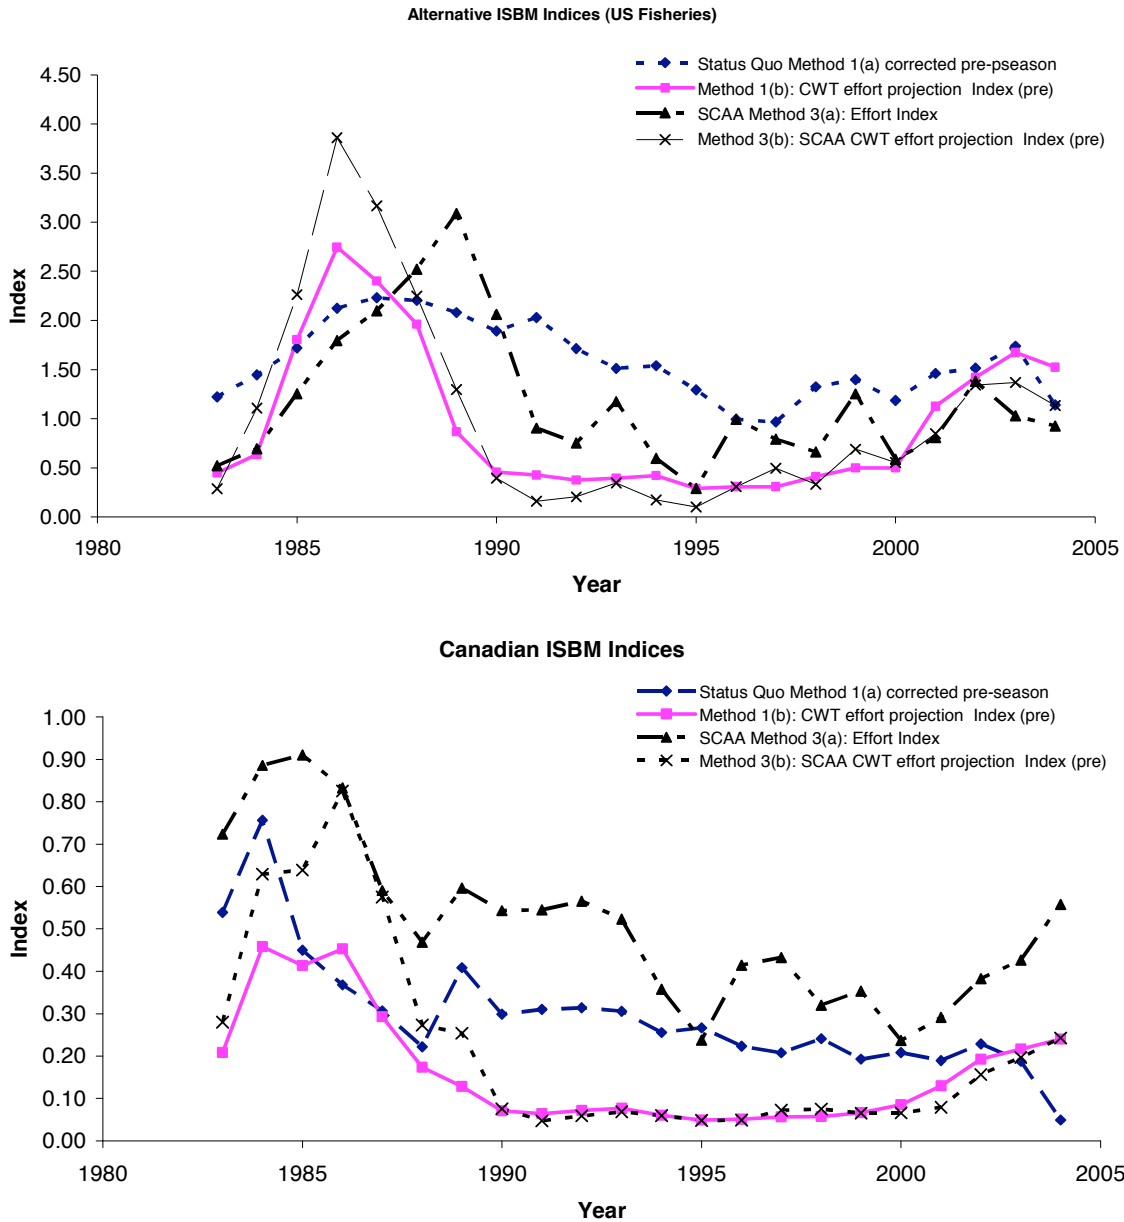 Alternative ISBM Indices (US Fisheries)
Status Quo Method 1(a) corrected pre-pseason
Method 1(b): CWT effort projection Index (pre)
SCAA Method 3(a): Effort Index
Method 3(b): SCAA CWT effort projection Index (pre)
4.50
4.00
3.50
3.00
2.50
2.00
1.50
1.00
0.50
0.00
Index
1980 1985 1990 1995 2000 2005
Year
Canadian ISBM Indices
Status Quo Method 1(a) corrected pre-season
Method 1(b): CWT effort projection Index (pre)
SCAA Method 3(a): Effort Index
Method 3(b): SCAA CWT effort projection Index (pre)
1.00
0.90
0.80
0.70
0.60
0.50
0.40
0.30
0.20
0.10
0.00
Index
1980 1985 1990 1995 2000 2005
Year